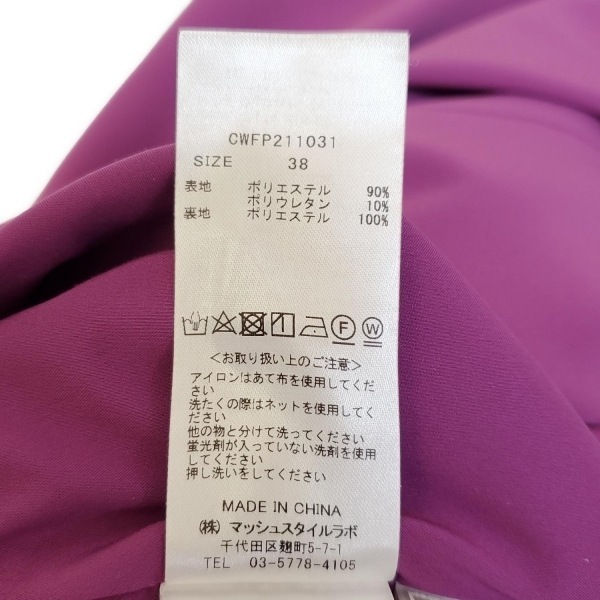 CWFP211031
SIZE 38
表地 ポリエステル 90%
ポリウレタン 10%
裏地 ポリエステル 100%
F W
<お取り扱い上のご注意>
アイロンはあて布を使用してくだ
さい
洗たくの際はネットを使用してく
ださい
他の物と分けて洗ってください
蛍光剤が入っていない洗剤を使用
してください
押し洗いをしてください
MADE IN CHINA
(株) マッシュスタイルラボ
千代田区麹町5-7-1
TEL 03-5778-4105